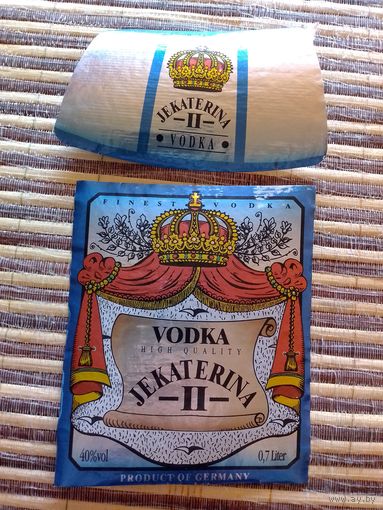 JEKATERINA
II
VODKA
FINEST VODKA
VODKA
HIGH QUALITY
JEKATERINA
II
40%vol 0,7 Liter
PRODUCT OF GERMANY
www.ay.by